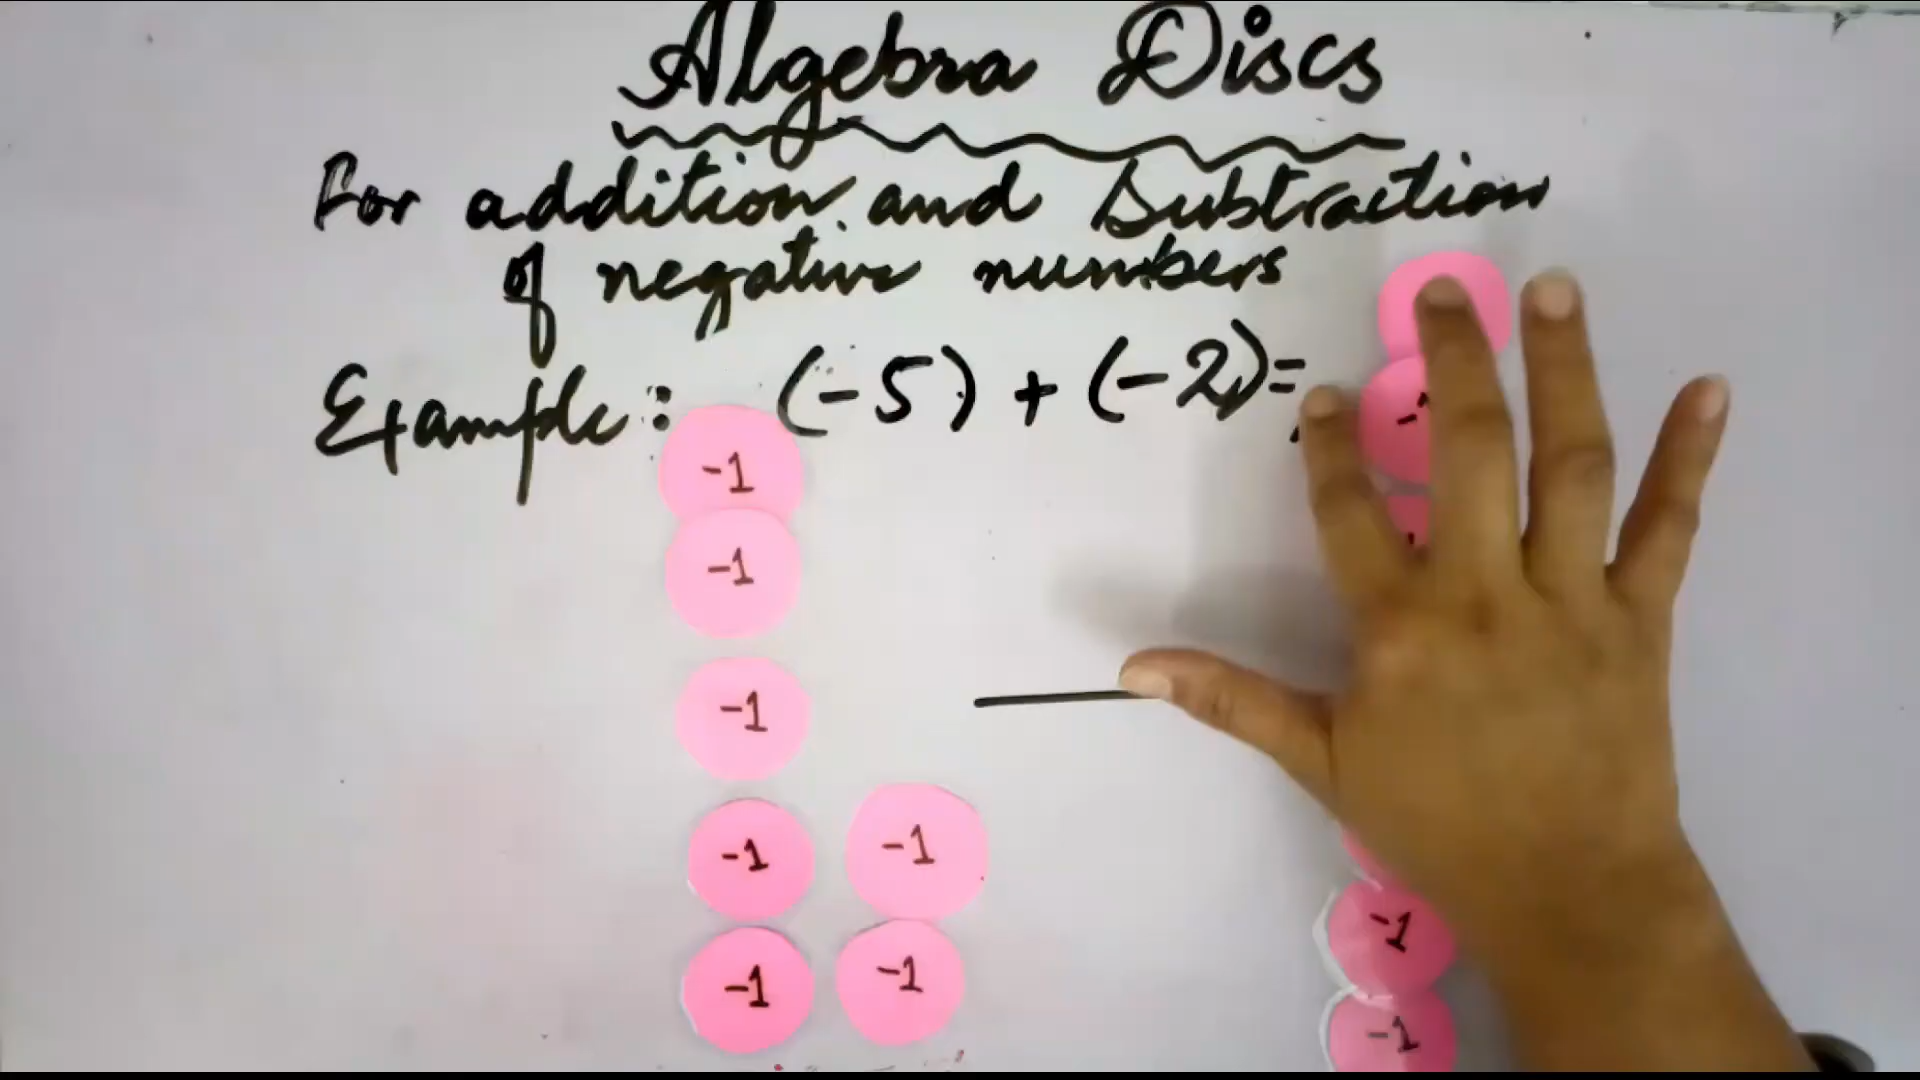 Algebra Discs
For addition and Subtraction
of negative numbers
Example: (-5) + (-2)=
-1
-1
-1
-1 -1
-1 -1
-1
-1